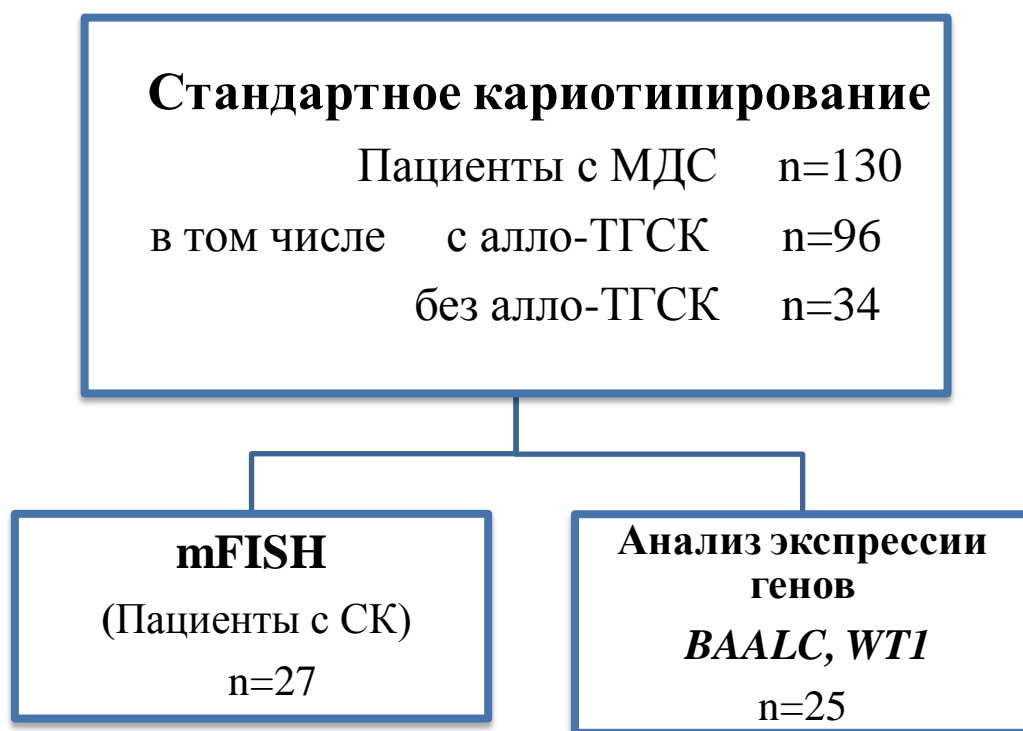 Стандартное кариотипирование
Пациенты с МДС n=130
в том числе с алло-ТГСК n=96
без алло-ТГСК n=34
mFISH
(Пациенты с СК)
n=27
Анализ экспрессии
генов
BAALC, WT1
n=25